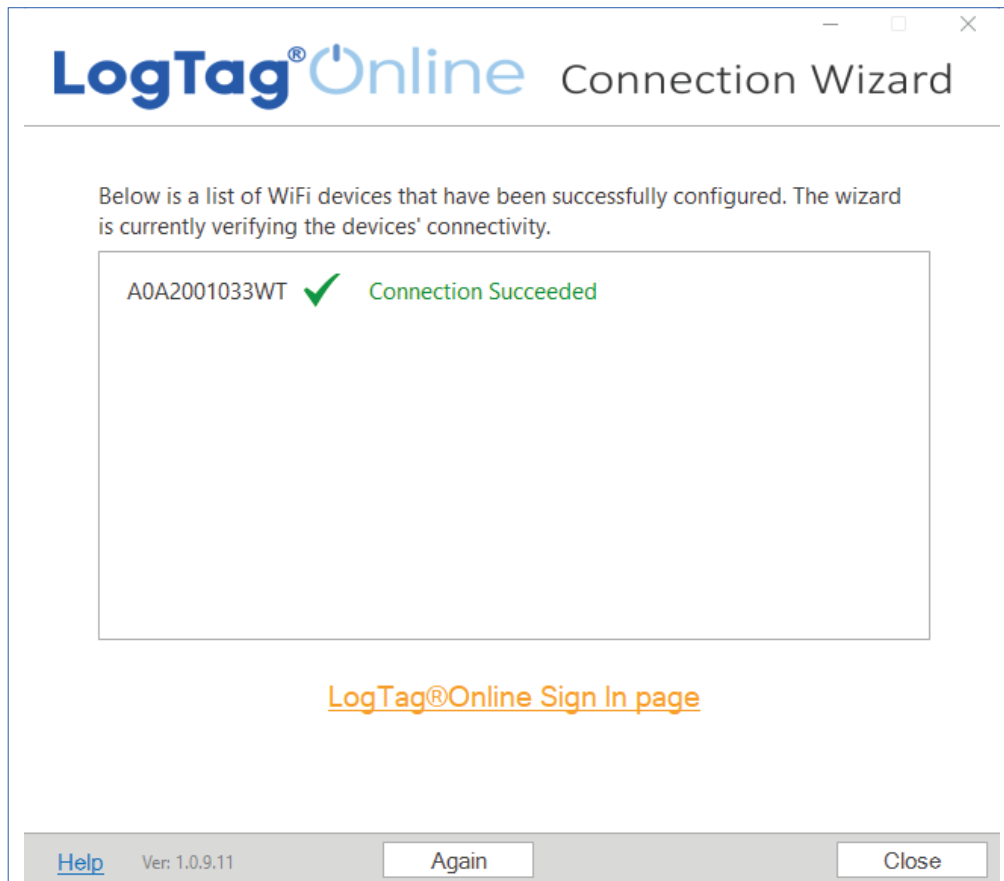 LogTag®Online Connection Wizard
Below is a list of WiFi devices that have been successfully configured. The wizard
is currently verifying the devices' connectivity.
A0A2001033WT Connection Succeeded
LogTag®Online Sign In page
Help Ver: 1.0.9.11 Again Close